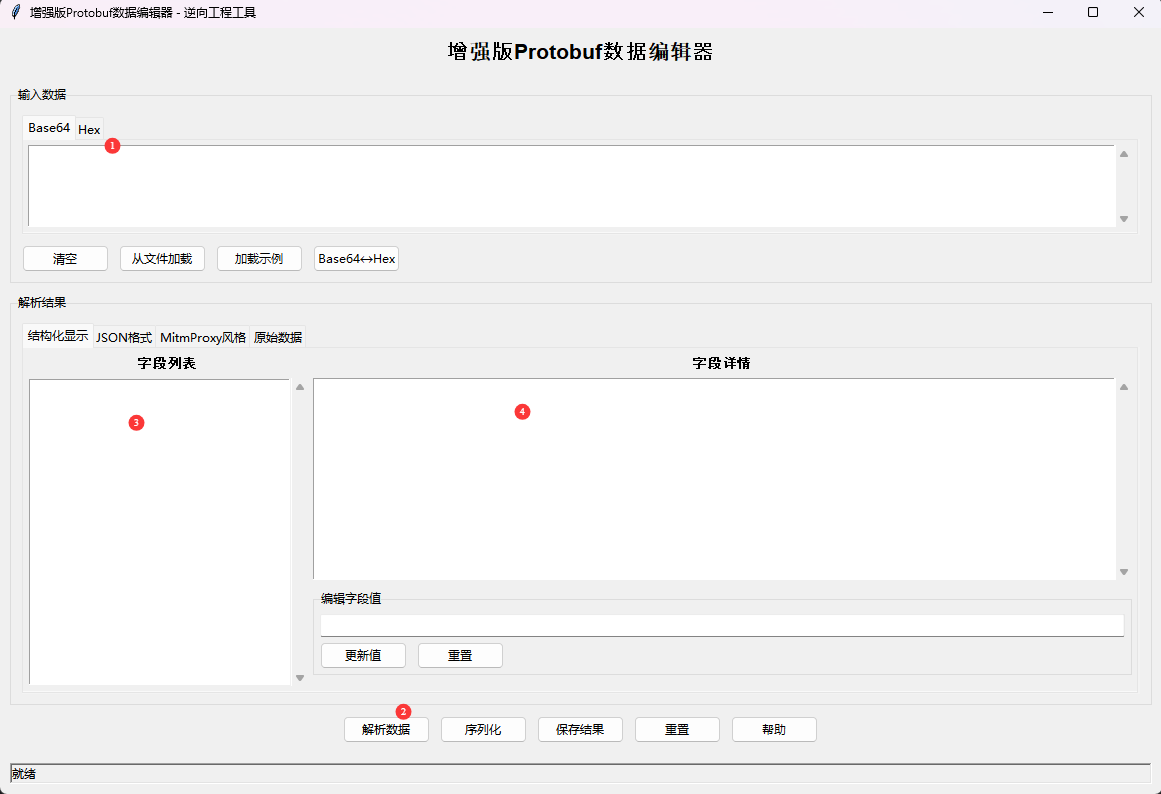 增强版Protobuf数据编辑器 - 逆向工程工具
增强版Protobuf数据编辑器
输入数据
Base64 Hex
1
清空 从文件加载 加载示例 Base64↔Hex
解析结果
结构化显示 JSON格式 MitmProxy风格 原始数据
字段列表 字段详情
3 4
编辑字段值
更新值 重置
2
解析数据 序列化 保存结果 重置 帮助
就绪